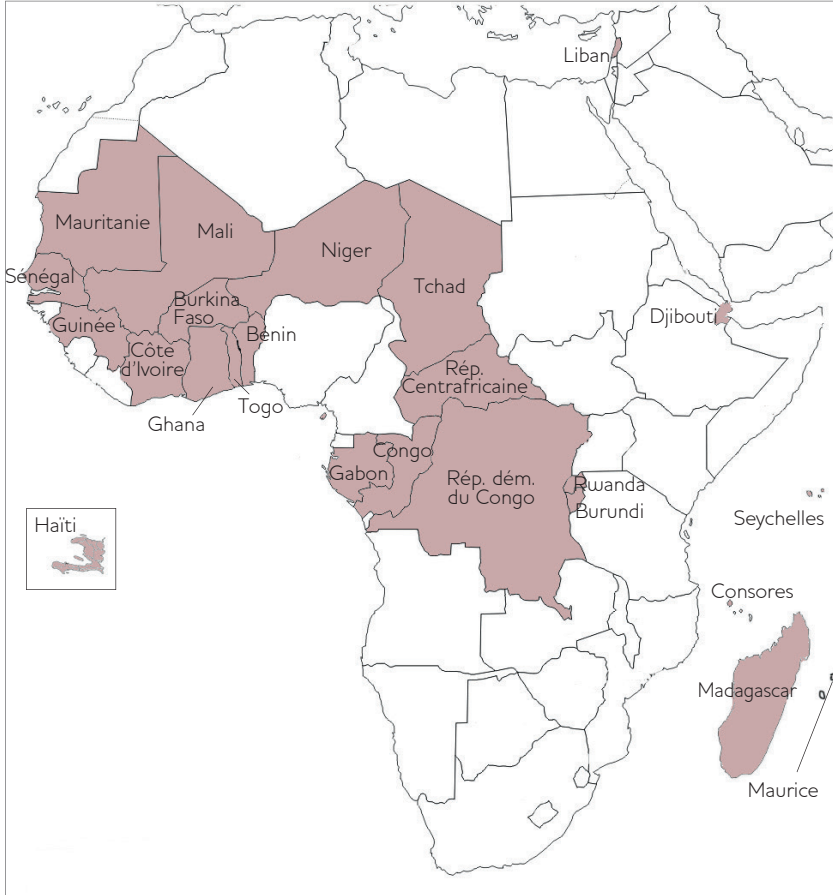 Liban
Mauritanie
Mali
Niger
Tchad
Sénégal
Burkina
Faso
Djibouti
Guinée
Bénin
Côte
d'Ivoire
Rép.
Centrafricaine
Togo
Ghana
Congo
Gabon
Rép. dém.
du Congo
Rwanda
Burundi
Seychelles
Haïti
Consores
Madagascar
Maurice